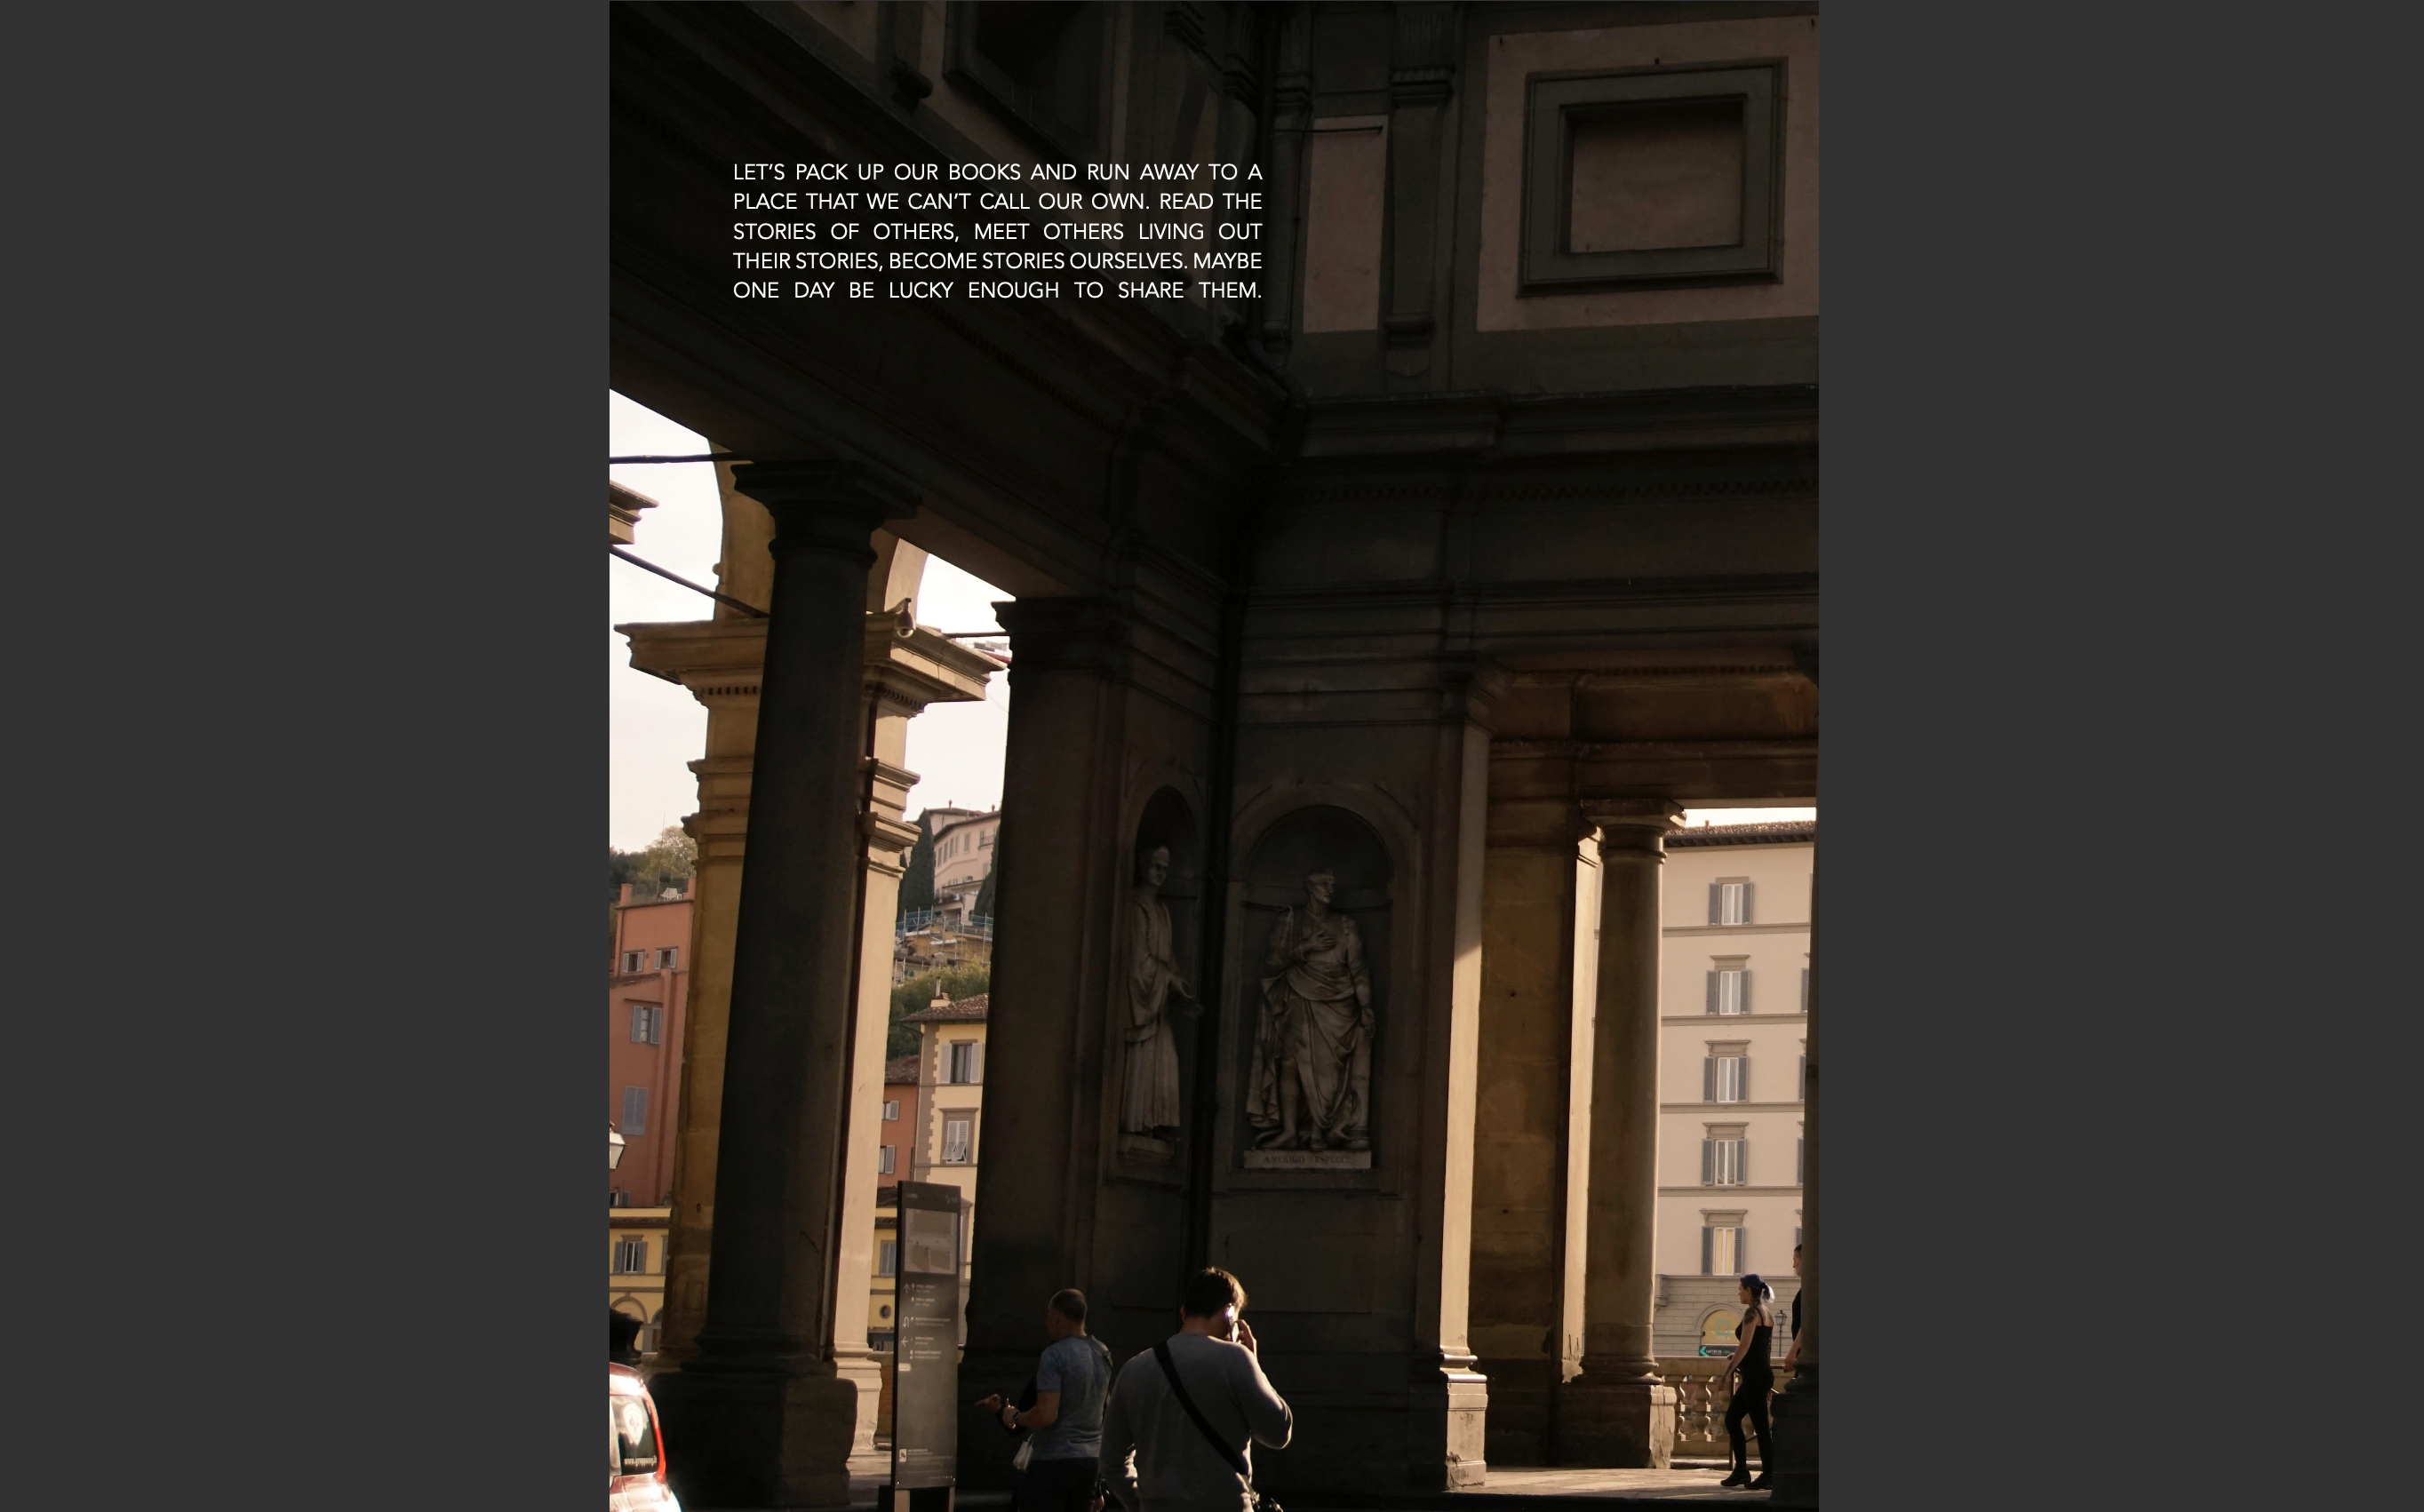 LET’S PACK UP OUR BOOKS AND RUN AWAY TO A
PLACE THAT WE CAN’T CALL OUR OWN. READ THE
STORIES OF OTHERS, MEET OTHERS LIVING OUT
THEIR STORIES, BECOME STORIES OURSELVES. MAYBE
ONE DAY BE LUCKY ENOUGH TO SHARE THEM.